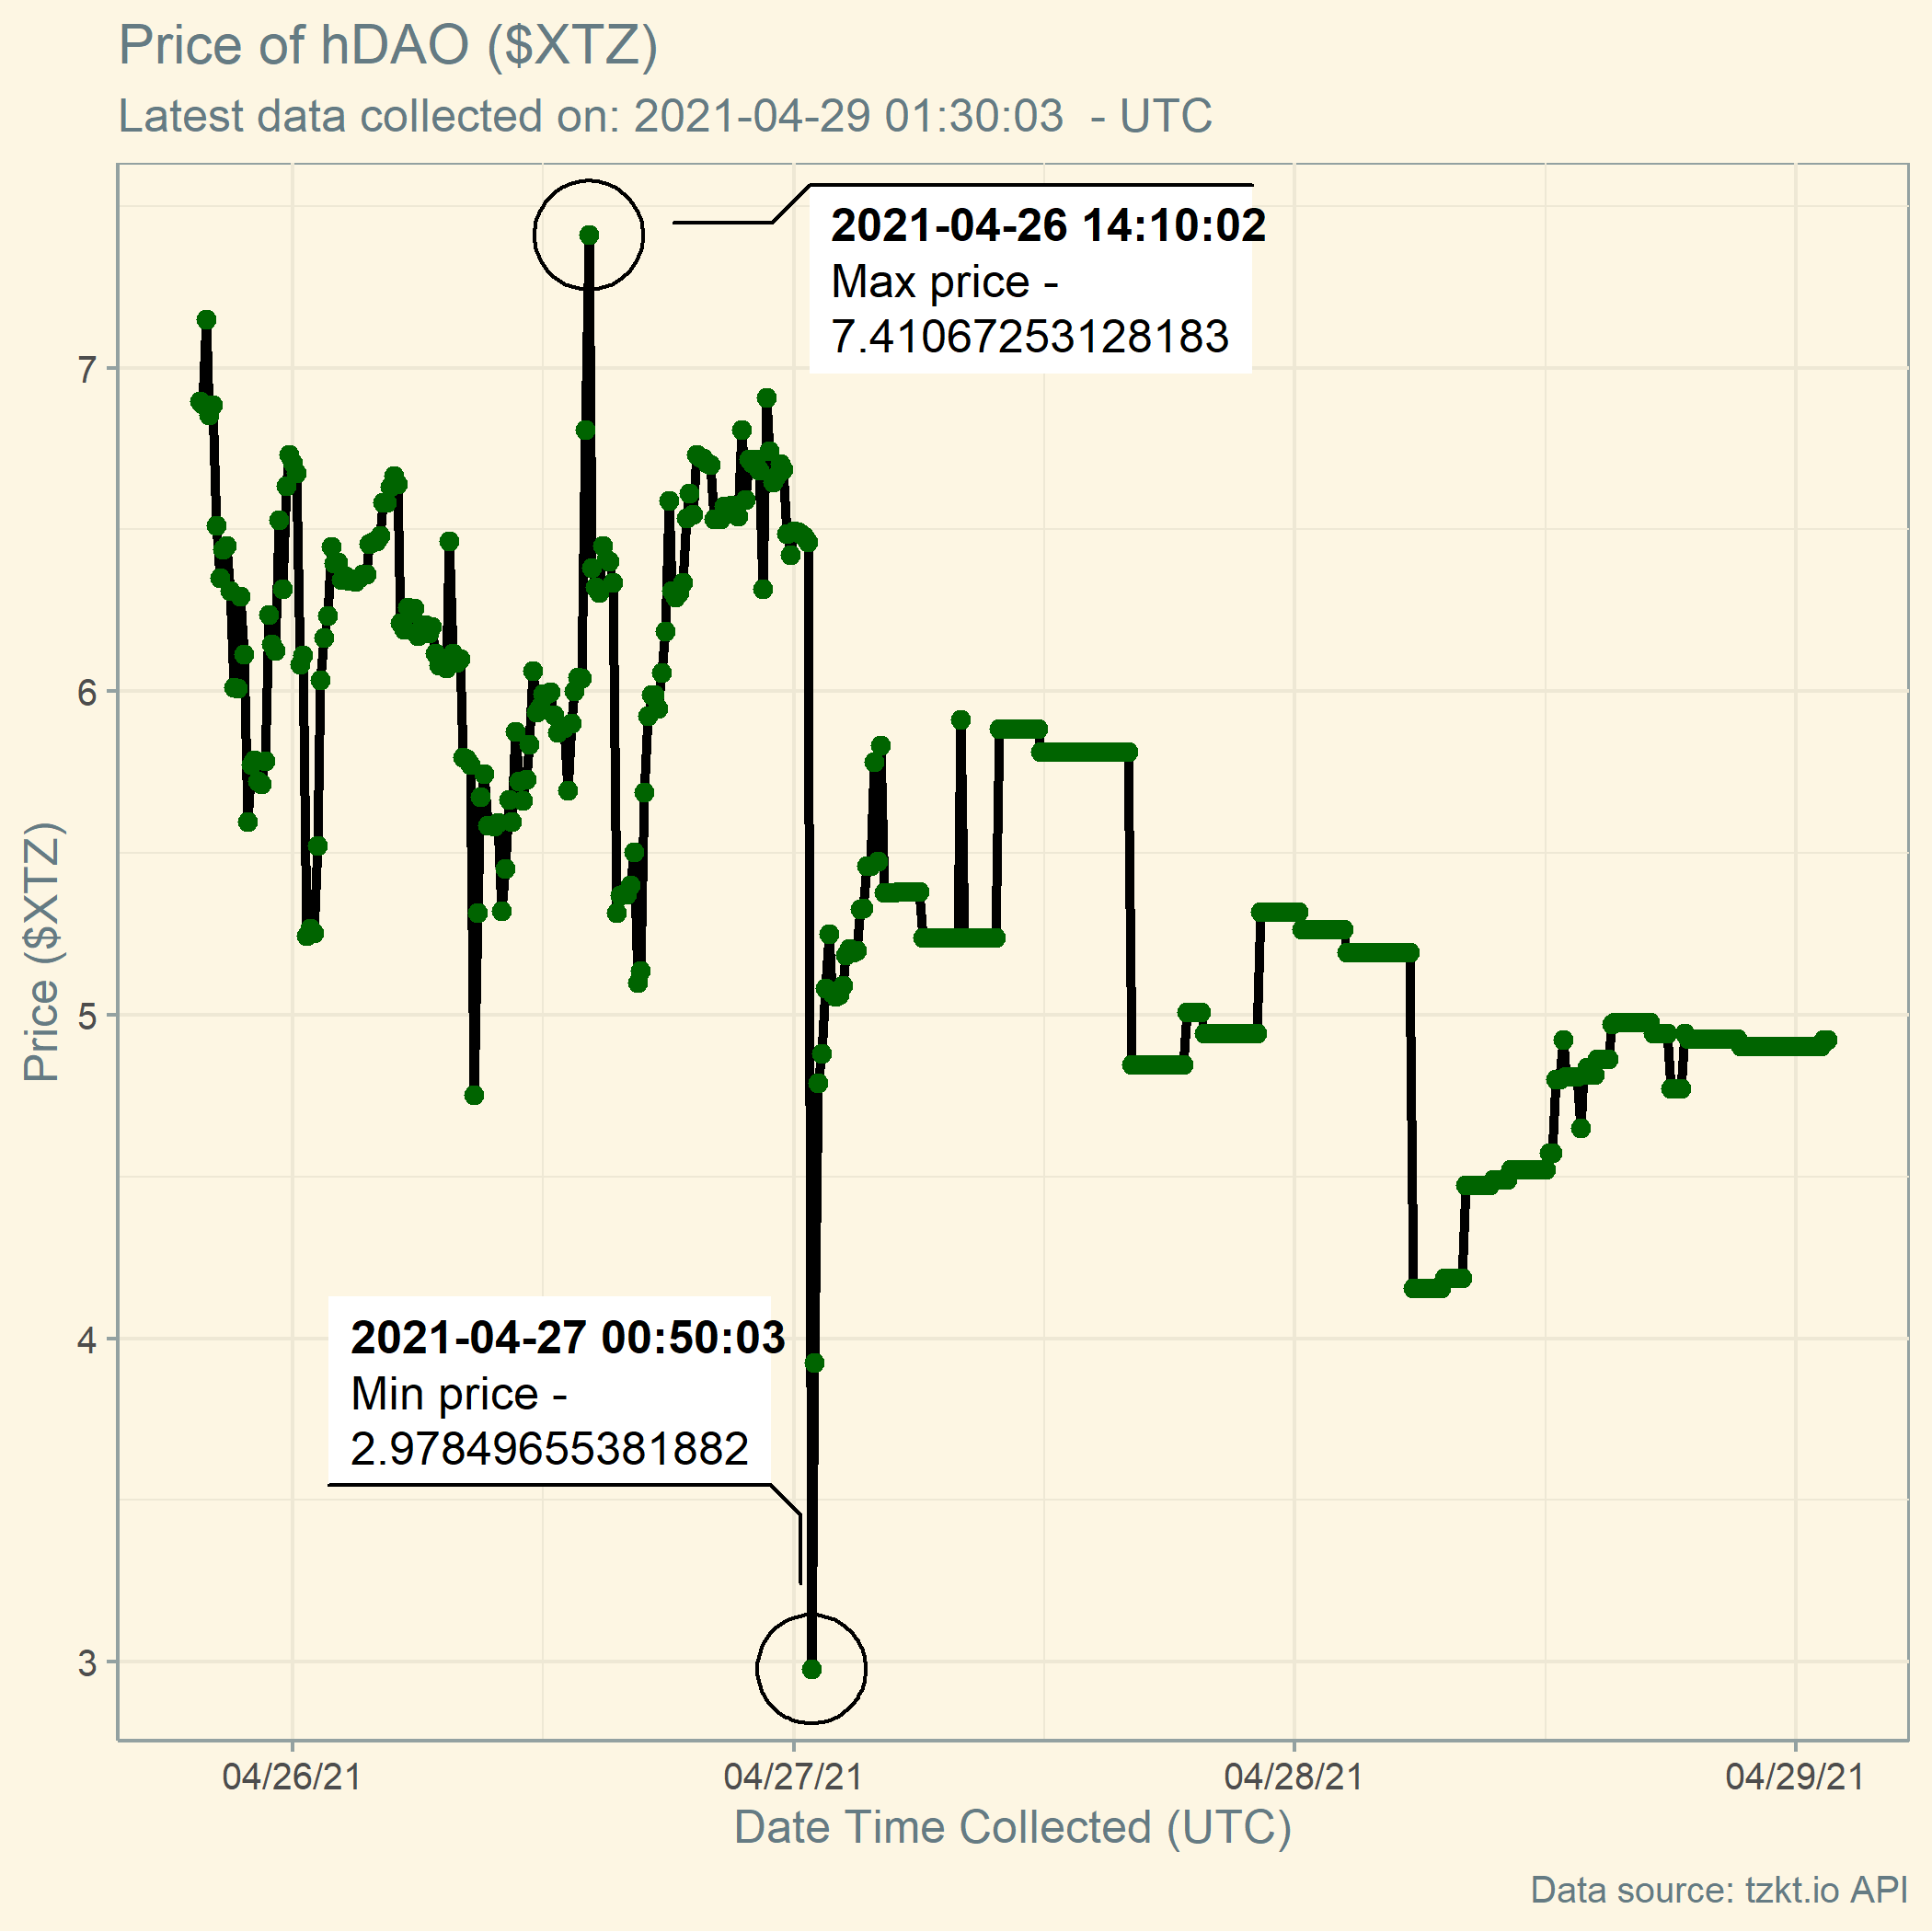 Price of hDAO ($XTZ)
Latest data collected on: 2021-04-29 01:30:03  - UTC
2021-04-26 14:10:02
Max price -
7.41067253128183
7
6
5
4
3
Price ($XTZ)
2021-04-27 00:50:03
Min price -
2.97849655381882
04/26/21
04/27/21
04/28/21
04/29/21
Date Time Collected (UTC)
Data source: tzkt.io API